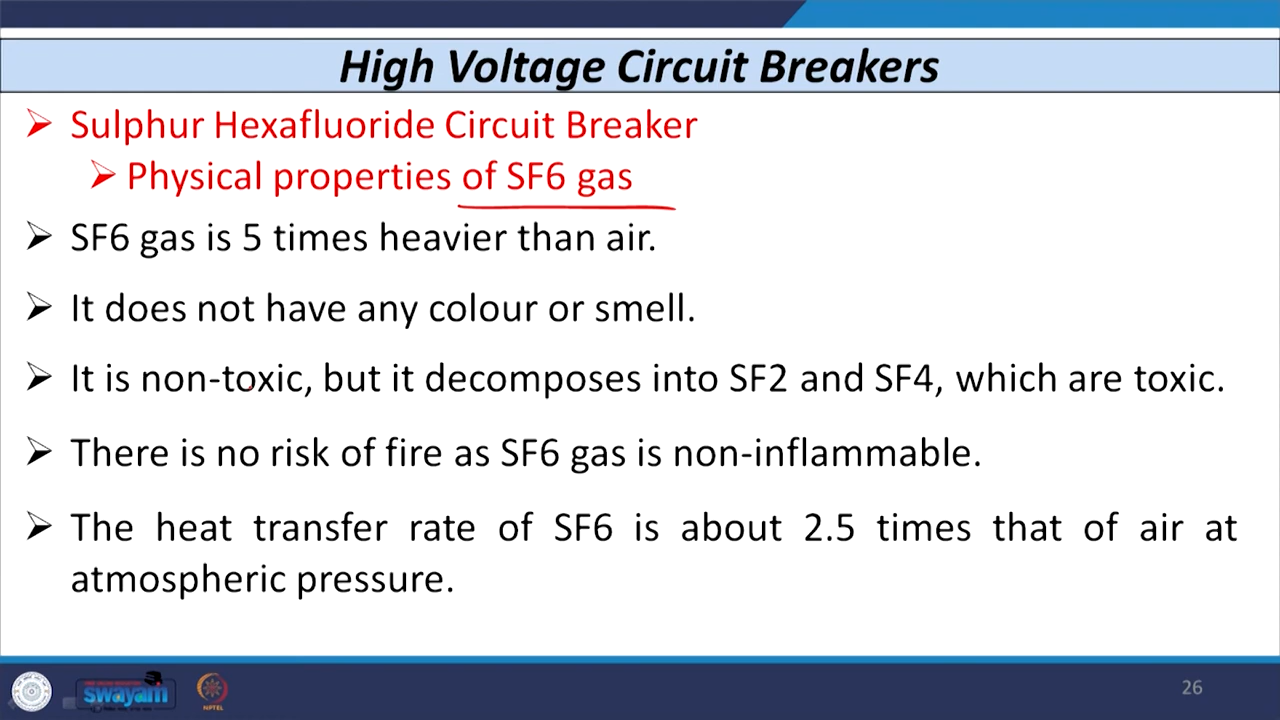 High Voltage Circuit Breakers
Sulphur Hexafluoride Circuit Breaker
Physical properties of SF6 gas
SF6 gas is 5 times heavier than air.
It does not have any colour or smell.
It is non-toxic, but it decomposes into SF2 and SF4, which are toxic.
There is no risk of fire as SF6 gas is non-inflammable.
The heat transfer rate of SF6 is about 2.5 times that of air at
atmospheric pressure.
swayam
NPTEL
26